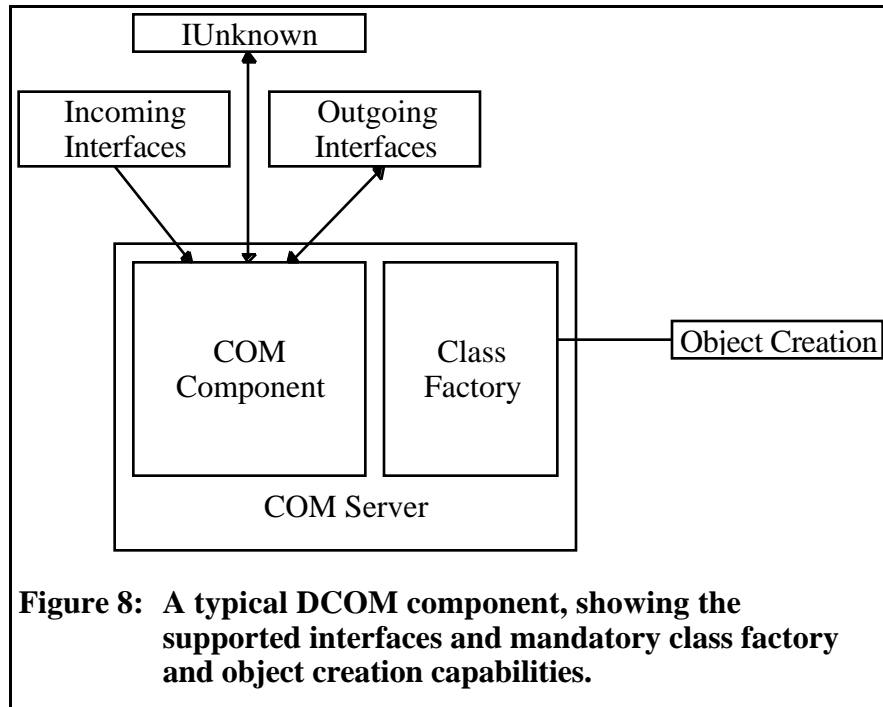 IUnknown
Incoming
Interfaces
Outgoing
Interfaces
COM
Component
Class
Factory
Object Creation
COM Server
Figure 8: A typical DCOM component, showing the
supported interfaces and mandatory class factory
and object creation capabilities.